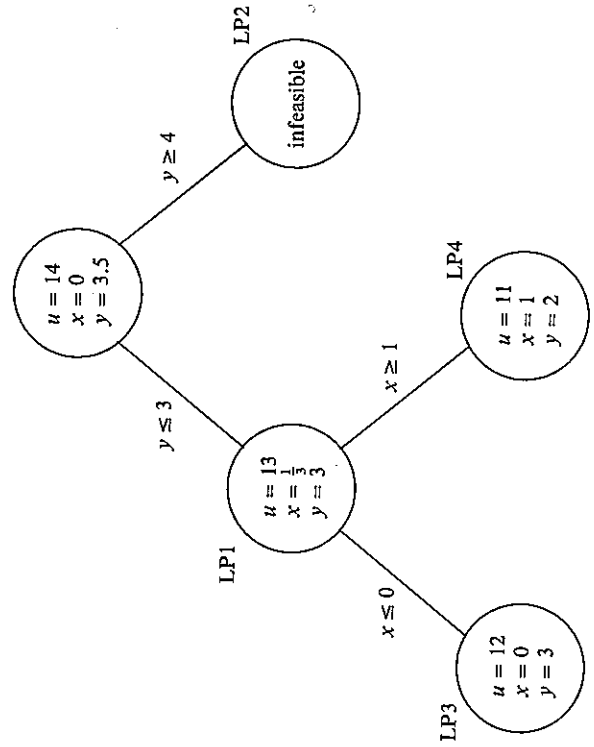 u = 14
x = 0
y = 3.5
y ≤ 3
y ≥ 4
LP1
u = 13
x = 1/3
y = 3
LP2
infeasible
x ≤ 0
x ≥ 1
LP3
u = 12
x = 0
y = 3
LP4
u = 11
x = 1
y = 2